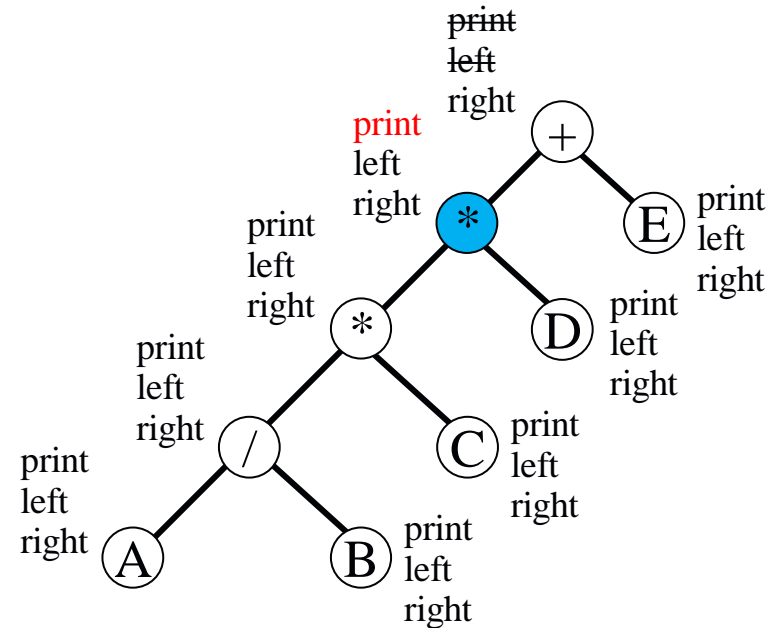 print
left
right
+
print
left
right
*
print
left
right
E
print
left
right
*
print
left
right
D
print
left
right
/
print
left
right
C
print
left
right
A
print
left
right
B